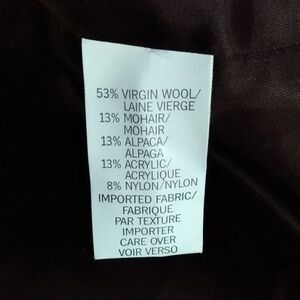 53% VIRGIN WOOL/
LAINE VIERGE
13% MOHAIR/
MOHAIR
13% ALPACA/
ALPAGA
13% ACRYLIC/
ACRYLIQUE
8% NYLON/NYLON
IMPORTED FABRIC/
FABRIQUE
PAR TEXTURE
IMPORTER
CARE OVER
VOIR VERSO